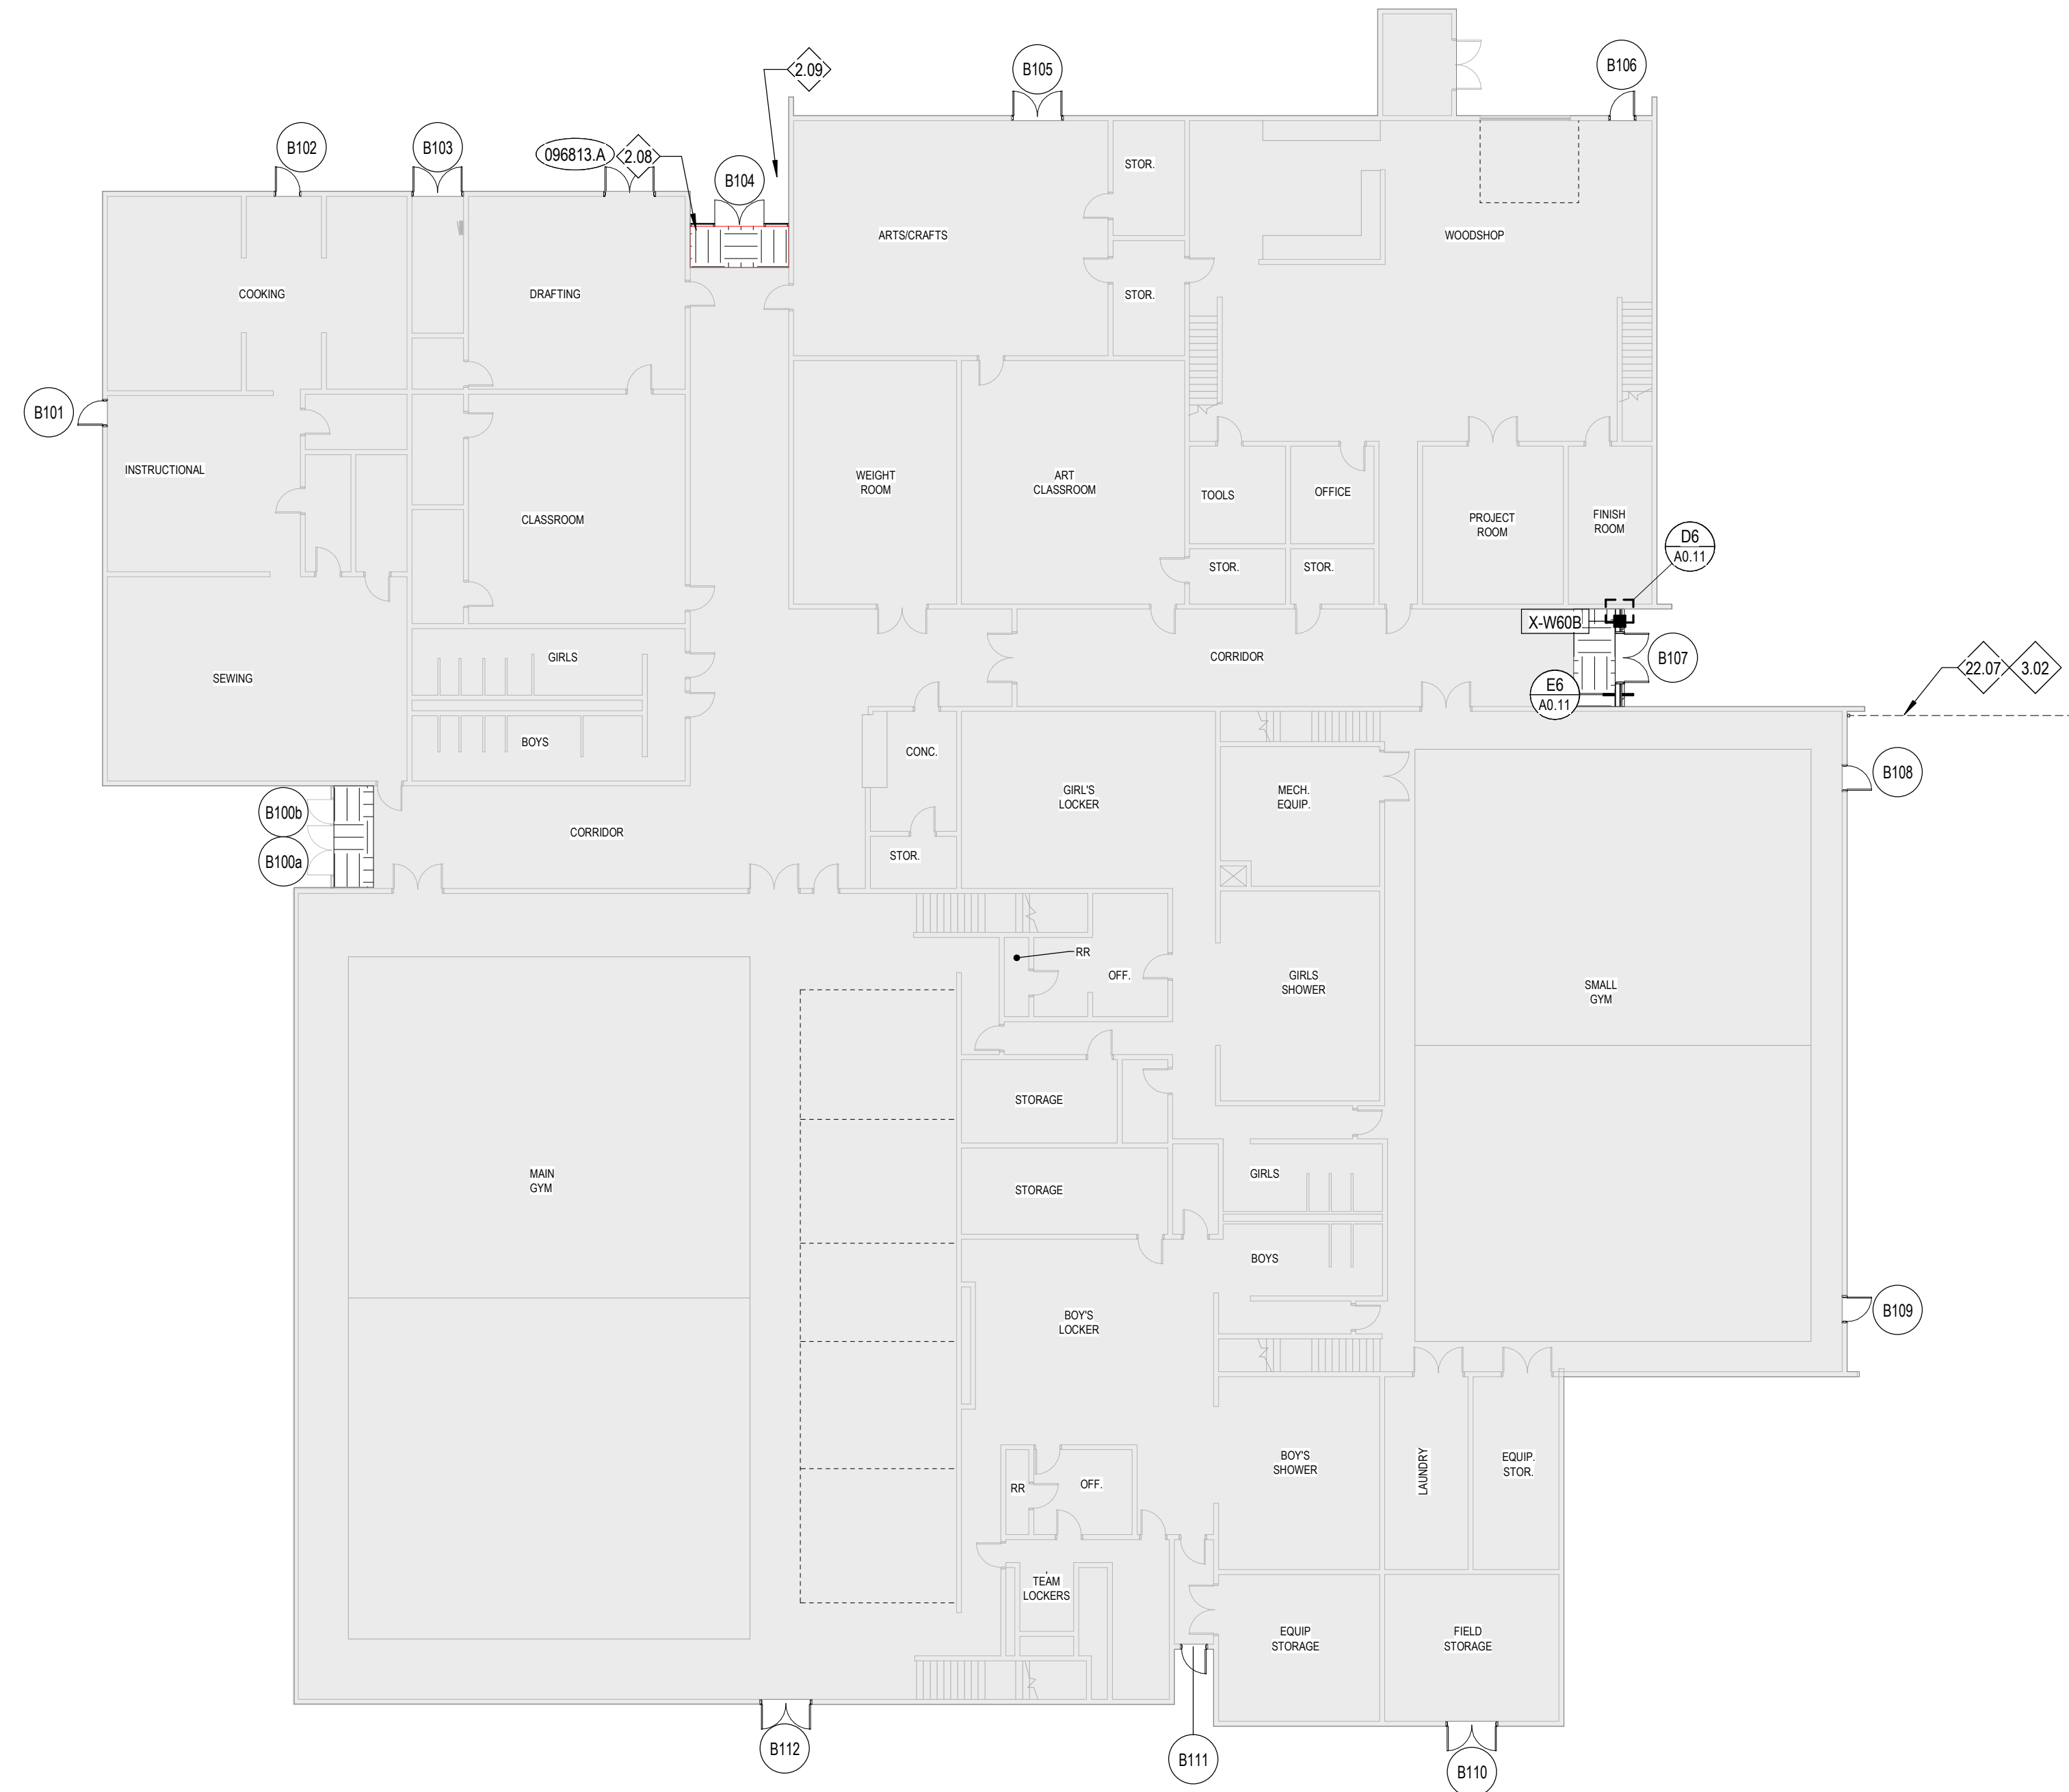 2.09
B105
B106
B102
B103
096813.A
2.08
B104
STOR.
ARTS/CRAFTS
WOODSHOP
COOKING
DRAFTING
STOR.
B101
INSTRUCTIONAL
WEIGHT
ROOM
ART
CLASSROOM
TOOLS
OFFICE
CLASSROOM
PROJECT
ROOM
FINISH
ROOM
D6
A0.11
STOR.
STOR.
X-W60B
GIRLS
CORRIDOR
B107
22.07
3.02
SEWING
E6
A0.11
BOYS
CONC.
B108
GIRL'S
LOCKER
MECH.
EQUIP.
B100b
CORRIDOR
B100a
STOR.
RR
OFF.
GIRLS
SHOWER
SMALL
GYM
STORAGE
MAIN
GYM
GIRLS
STORAGE
BOYS
B109
BOY'S
LOCKER
BOY'S
SHOWER
LAUNDRY
EQUIP.
STOR.
RR
OFF.
TEAM
LOCKERS
EQUIP
STORAGE
FIELD
STORAGE
B112
B111
B110